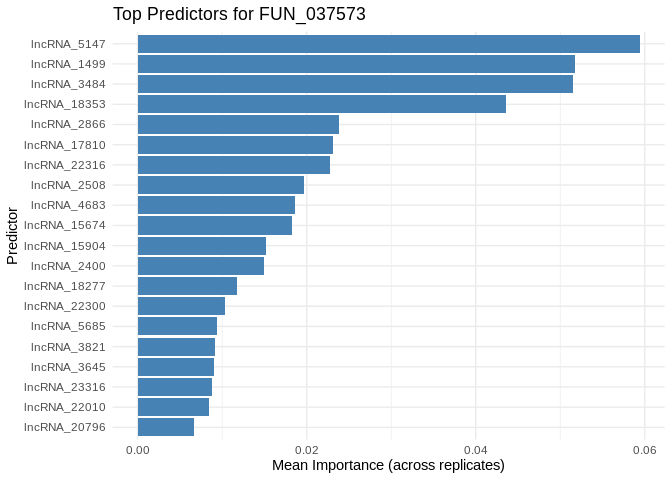 Top Predictors for FUN_037573
Predictor
lncRNA_5147
lncRNA_1499
lncRNA_3484
lncRNA_18353
lncRNA_2866
lncRNA_17810
lncRNA_22316
lncRNA_2508
lncRNA_4683
lncRNA_15674
lncRNA_15904
lncRNA_2400
lncRNA_18277
lncRNA_22300
lncRNA_5685
lncRNA_3821
lncRNA_3645
lncRNA_23316
lncRNA_22010
lncRNA_20796
0.00 0.02 0.04 0.06
Mean Importance (across replicates)